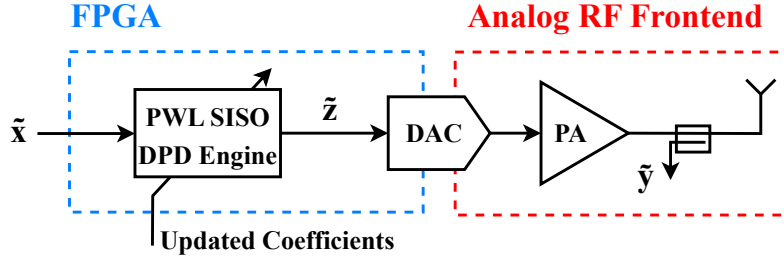 FPGA
Analog RF Frontend
x̃
PWL SISO
DPD Engine
z̃
DAC
PA
ỹ
Updated Coefficients